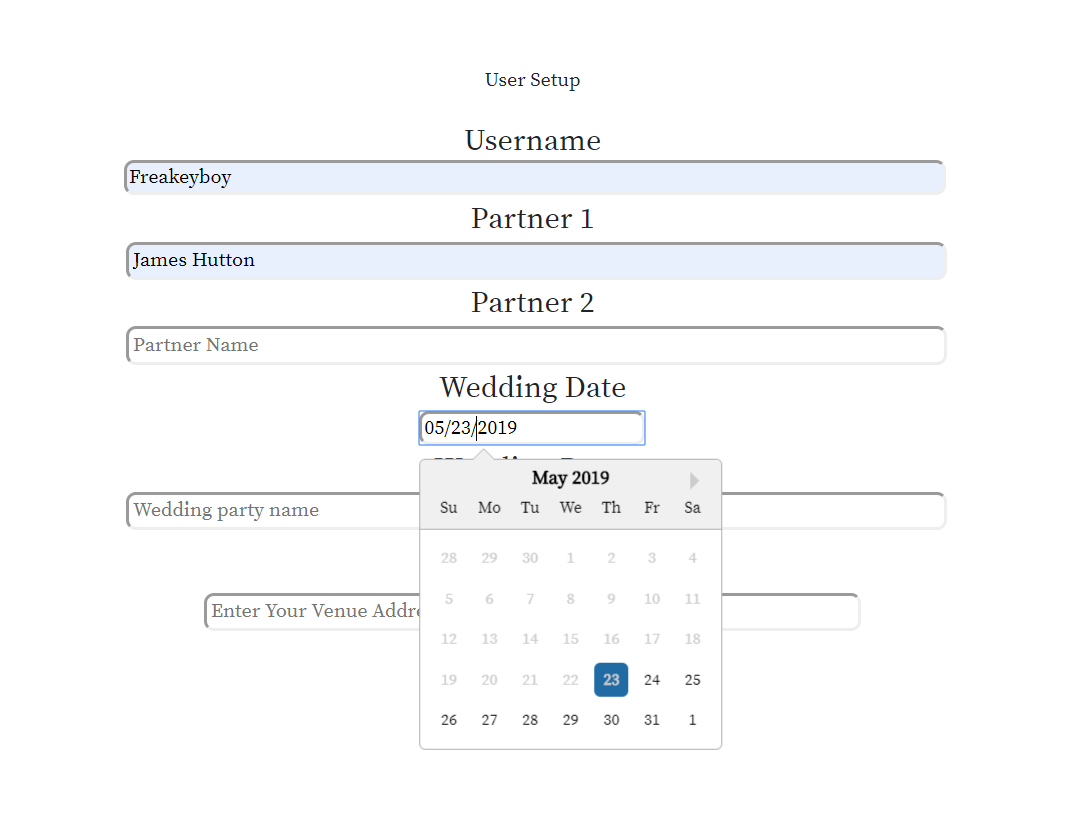 User Setup
Username
Freakeyboy
Partner 1
James Hutton
Partner 2
Partner Name
Wedding Date
05/23/2019
May 2019
Su Mo Tu We Th Fr Sa
Wedding party name
28 29 30 1 2 3 4
5 6 7 8 9 10 11
Enter Your Venue Addre
12 13 14 15 16 17 18
19 20 21 22 23 24 25
26 27 28 29 30 31 1